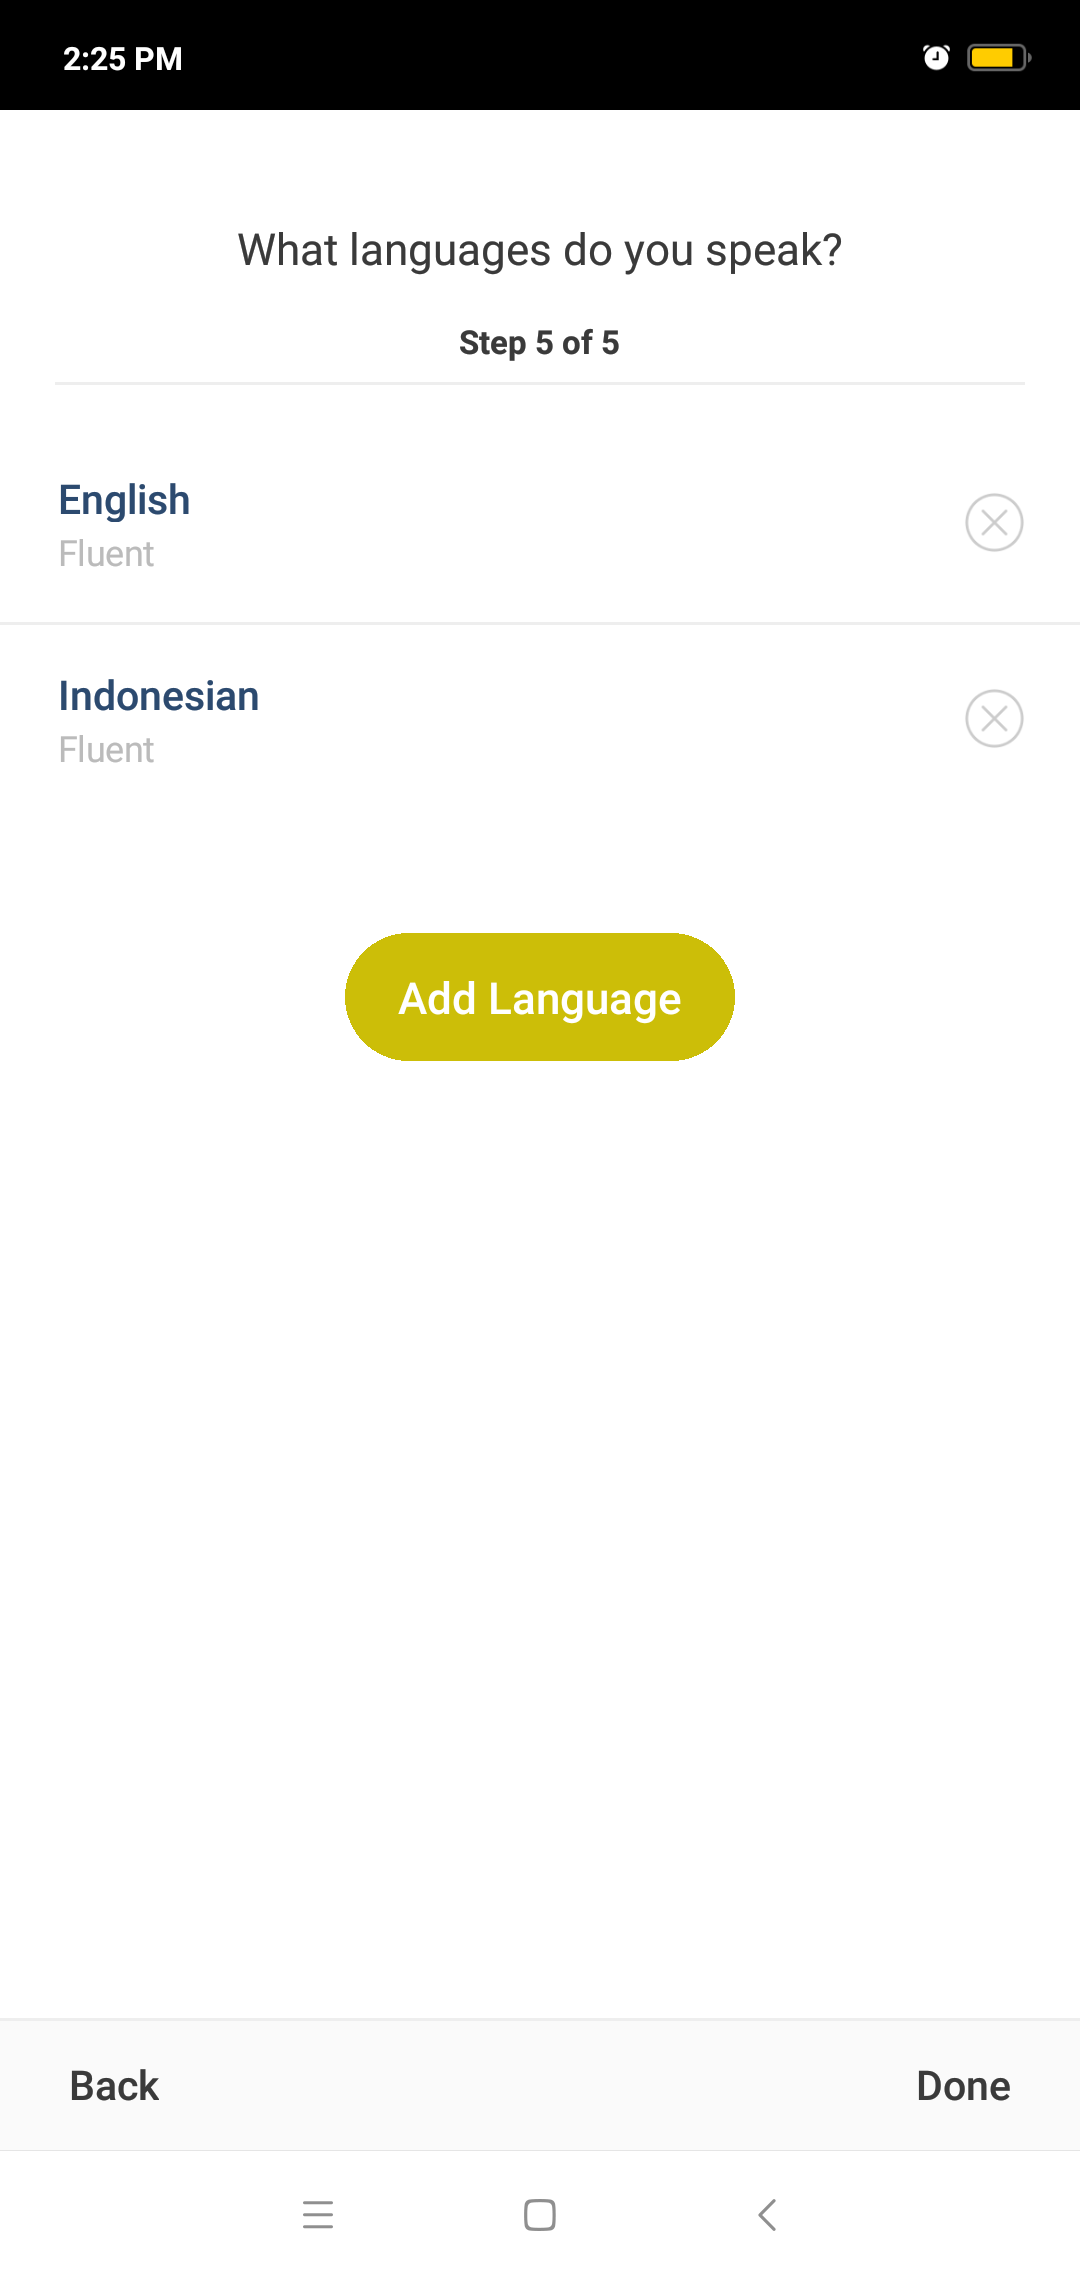 2:25 PM
What languages do you speak?
Step 5 of 5
English
Fluent
Indonesian
Fluent
Add Language
Back
Done